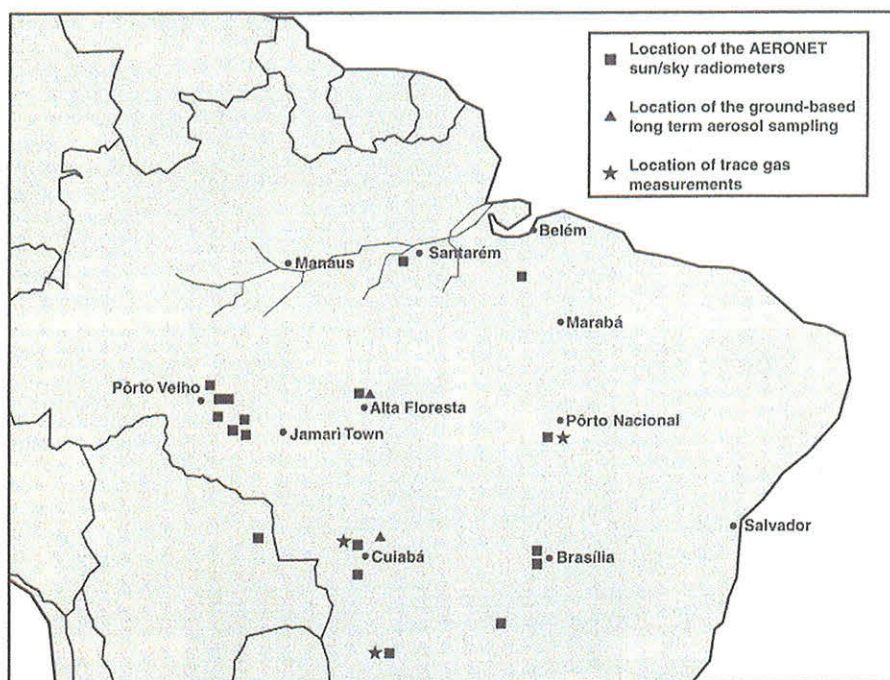 Location of the AERONET
sun/sky radiometers
Location of the ground-based
long term aerosol sampling
Location of trace gas
measurements
Belém
Manaus
Santarém
Marabá
Pôrto Velho
Alta Floresta
Pôrto Nacional
Jamari Town
Salvador
Cuiabá
Brasília